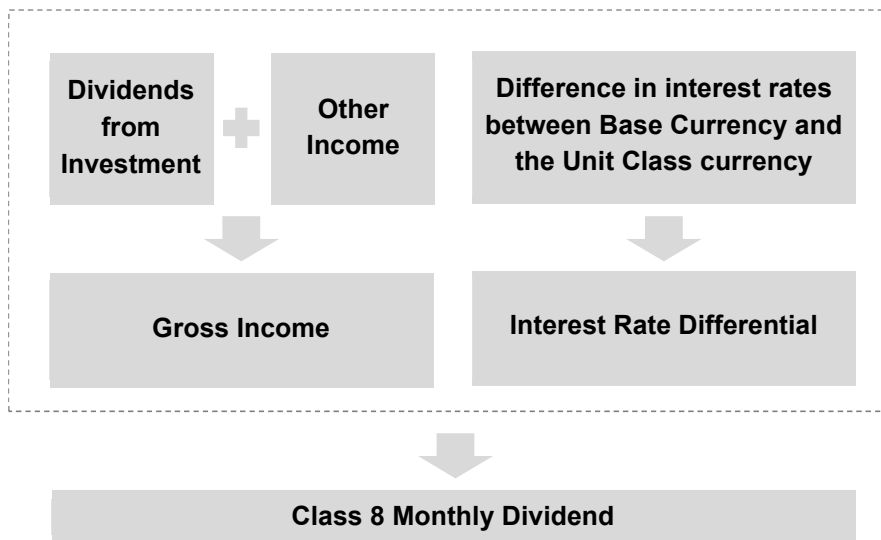 Dividends
from
Investment
Other
Income
Difference in interest rates
between Base Currency and
the Unit Class currency
Gross Income
Interest Rate Differential
Class 8 Monthly Dividend